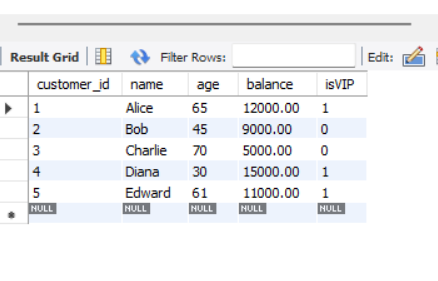 Result Grid Filter Rows: Edit:
customer_id name age balance isVIP
1 Alice 65 12000.00 1
2 Bob 45 9000.00 0
3 Charlie 70 5000.00 0
4 Diana 30 15000.00 1
5 Edward 61 11000.00 1
NULL NULL NULL NULL NULL